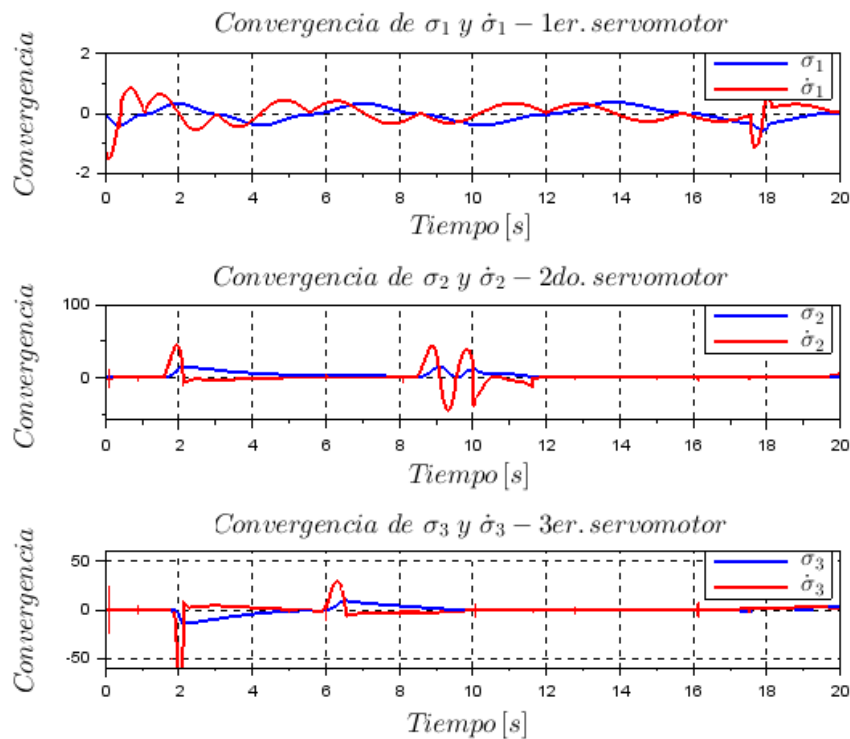 Convergencia de σ₁ y σ̇₁ − 1er. servomotor
Convergencia
2
0
-2
σ₁
σ̇₁
0 2 4 6 8 10 12 14 16 18 20
Tiempo [s]
Convergencia de σ₂ y σ̇₂ − 2do. servomotor
Convergencia
100
0
σ₂
σ̇₂
0 2 4 6 8 10 12 14 16 18 20
Tiempo [s]
Convergencia de σ₃ y σ̇₃ − 3er. servomotor
Convergencia
50
0
-50
σ₃
σ̇₃
0 2 4 6 8 10 12 14 16 18 20
Tiempo [s]